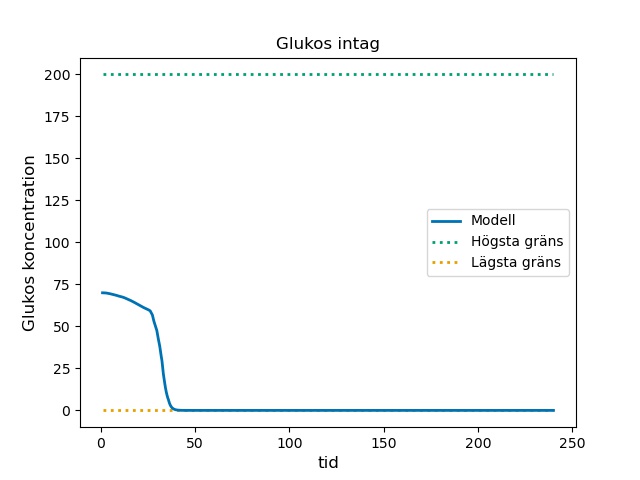 Glukos intag
Glukos koncentration
200
175
150
125
100
75
50
25
0
Modell
Högsta gräns
Lägsta gräns
0 50 100 150 200 250
tid